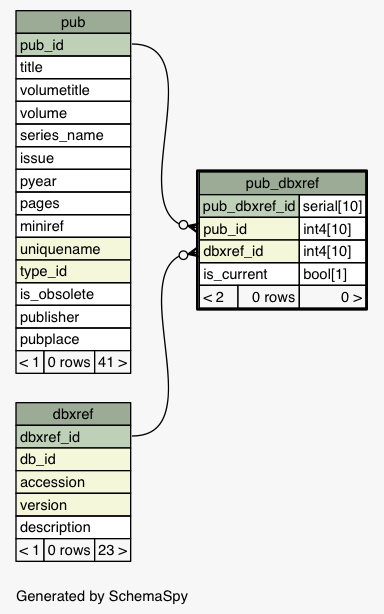 pub
pub_id
title
volumetitle
volume
series_name
issue
pyear
pages
miniref
uniquename
type_id
is_obsolete
publisher
pubplace
< 1 0 rows 41 >
pub_dbxref
pub_dbxref_id serial[10]
pub_id int4[10]
dbxref_id int4[10]
is_current bool[1]
< 2 0 rows 0 >
dbxref
dbxref_id
db_id
accession
version
description
< 1 0 rows 23 >
Generated by SchemaSpy